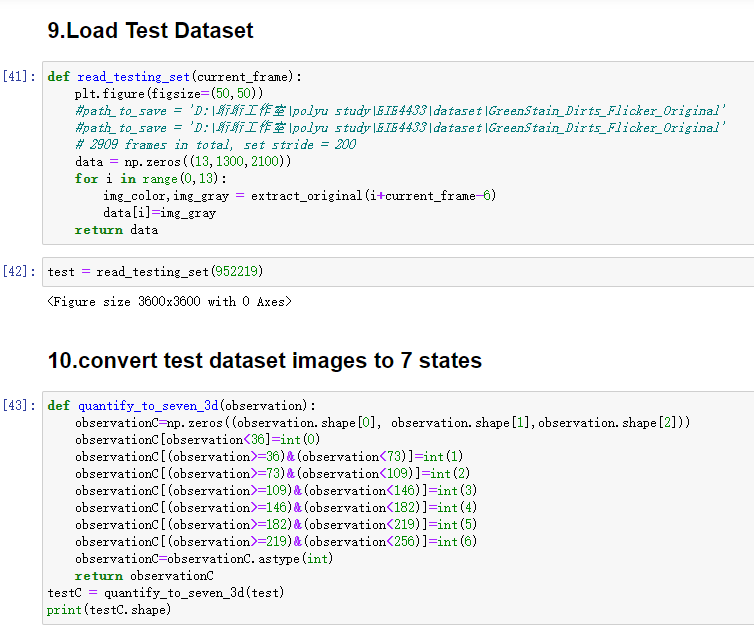 9.Load Test Dataset
[41]: def read_testing_set(current_frame):
plt.figure(figsize=(50,50))
#path_to_save = 'D:\昕昕工作室\polyu study\EIE4433\dataset\GreenStain_Dirts_Flicker_Original'
#path_to_save = 'D:\昕昕工作室\polyu study\EIE4433\dataset\GreenStain_Dirts_Flicker_Original'
# 2909 frames in total, set stride = 200
data = np.zeros((13,1300,2100))
for i in range(0,13):
img_color,img_gray = extract_original(i+current_frame-6)
data[i]=img_gray
return data
[42]: test = read_testing_set(952219)
<Figure size 3600x3600 with 0 Axes>
10.convert test dataset images to 7 states
[43]: def quantify_to_seven_3d(observation):
observationC=np.zeros((observation.shape[0], observation.shape[1],observation.shape[2]))
observationC[observation<36]=int(0)
observationC[(observation>=36)&(observation<73)]=int(1)
observationC[(observation>=73)&(observation<109)]=int(2)
observationC[(observation>=109)&(observation<146)]=int(3)
observationC[(observation>=146)&(observation<182)]=int(4)
observationC[(observation>=182)&(observation<219)]=int(5)
observationC[(observation>=219)&(observation<256)]=int(6)
observationC=observationC.astype(int)
return observationC
testC = quantify_to_seven_3d(test)
print(testC.shape)